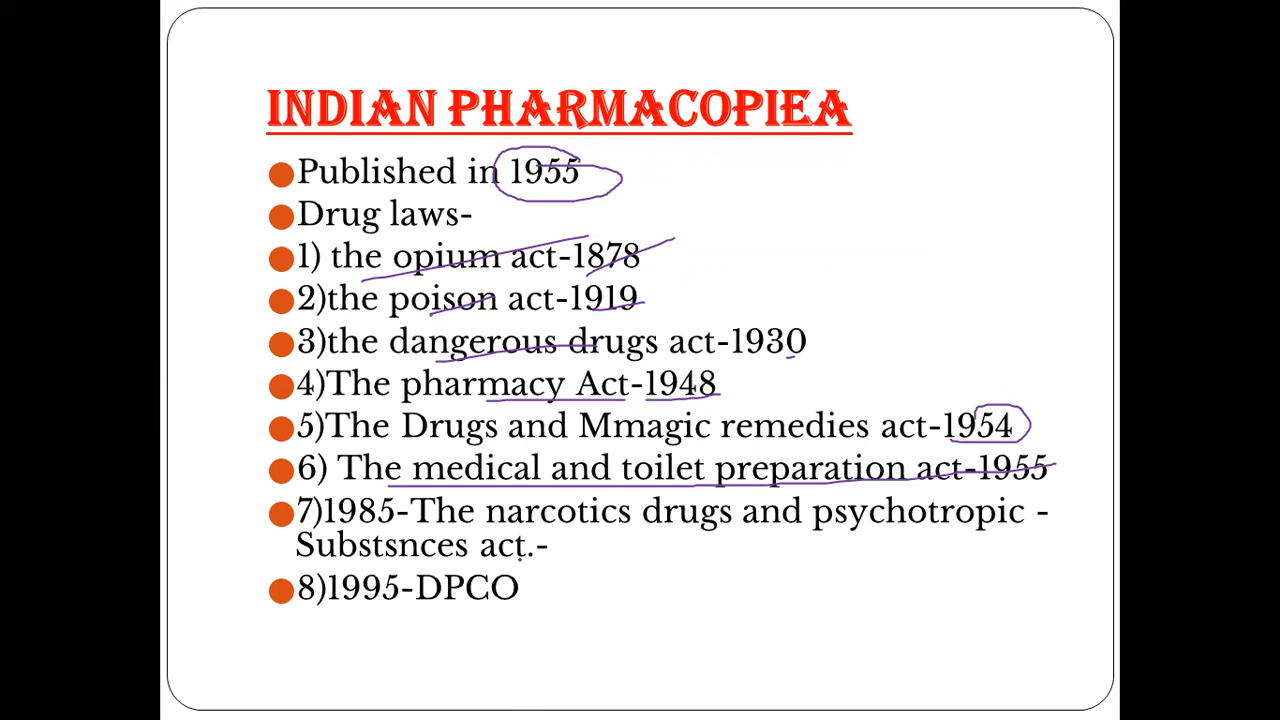 INDIAN PHARMACOPIEA
Published in 1955
Drug laws-
1) the opium act-1878
2)the poison act-1919
3)the dangerous drugs act-1930
4)The pharmacy Act-1948
5)The Drugs and Mmagic remedies act-1954
6) The medical and toilet preparation act-1955
7)1985-The narcotics drugs and psychotropic -
Substsnces act.-
8)1995-DPCO